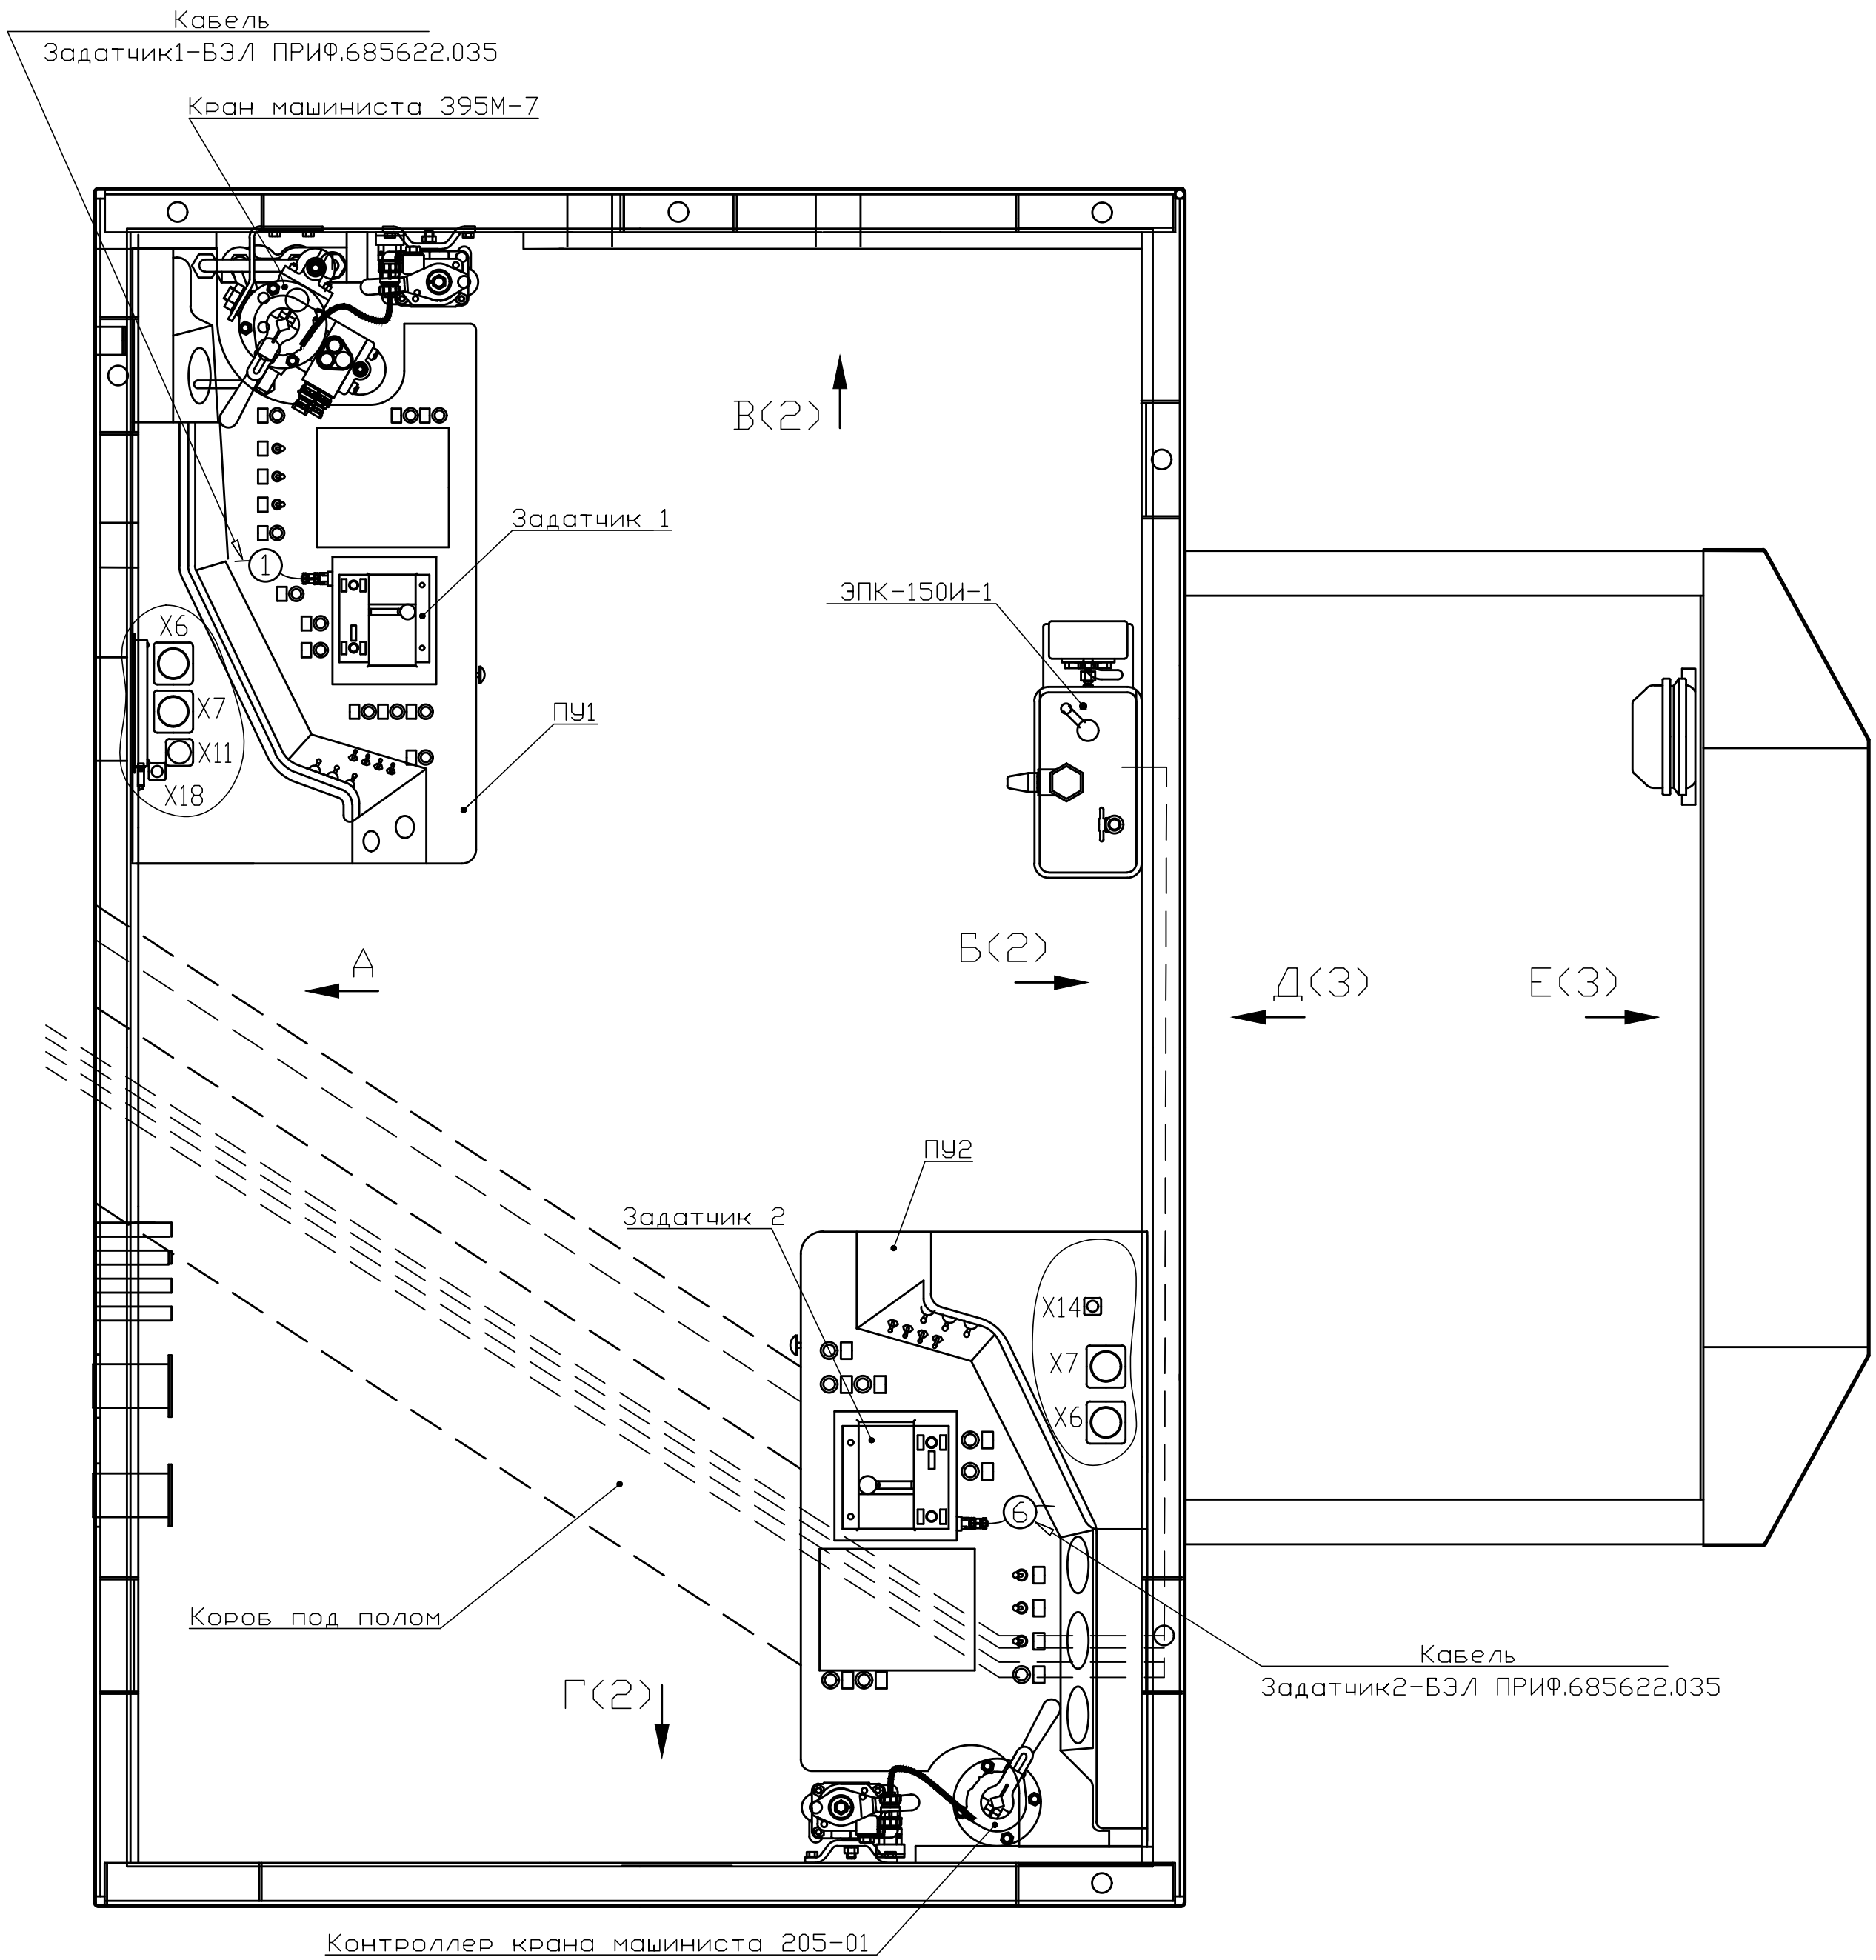 Кабель
Задатчик1-БЭЛ ПРИФ.685622.035
Кран машиниста 395М-7
В(2)
Задатчик 1
1
ЭПК-150И-1
X6
X7
X11
X18
ПУ1
А
Б(2)
Д(3)
Е(3)
ПУ2
Задатчик 2
X14
X7
X6
6
Короб под полом
Г(2)
Кабель
Задатчик2-БЭЛ ПРИФ.685622.035
Контроллер крана машиниста 205-01